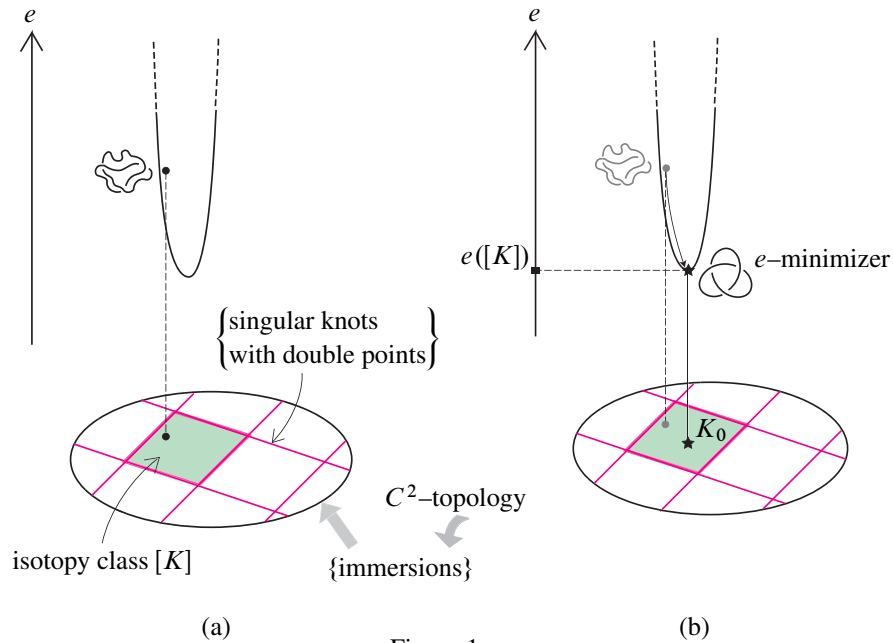 e
{singular knots
with double points}
C²–topology
isotopy class [K]
{immersions}
(a)
e
e([K])
e–minimizer
K₀
(b)